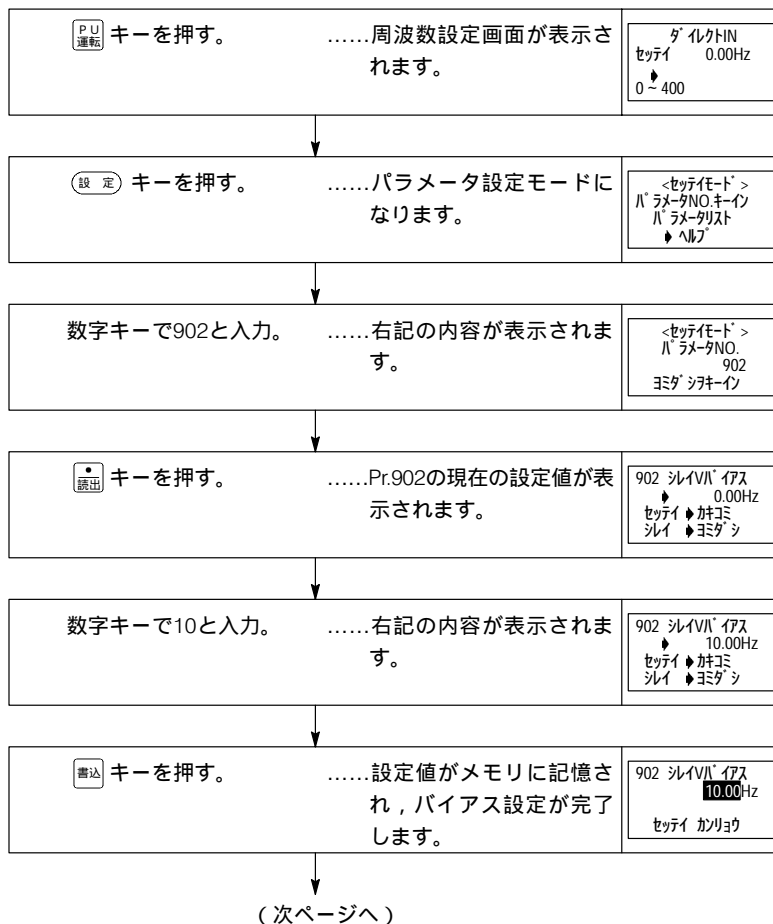 PU
運転 キーを押す。 ……周波数設定画面が表示さ
れます。
ﾀﾞｲﾚｸﾄIN
ｾｯﾃｲ 0.00Hz
0~400
設 定 キーを押す。 ……パラメータ設定モードに
なります。
<ｾｯﾃｲﾓｰﾄﾞ>
ﾊﾟﾗﾒｰﾀNO.ｷｰｲﾝ
ﾊﾟﾗﾒｰﾀﾘｽﾄ
ﾍﾙﾌﾟ
数字キーで902と入力。 ……右記の内容が表示されま
す。
<ｾｯﾃｲﾓｰﾄﾞ>
ﾊﾟﾗﾒｰﾀNO.
902
ﾖﾐﾀﾞｼｦｷｰｲﾝ
読出 キーを押す。 ……Pr.902の現在の設定値が表
示されます。
902 ｼﾚｲVﾊﾞｲｱｽ
0.00Hz
ｾｯﾃｲ ｶｷｺﾐ
ｼﾚｲ ﾖﾐﾀﾞｼ
数字キーで10と入力。 ……右記の内容が表示されま
す。
902 ｼﾚｲVﾊﾞｲｱｽ
10.00Hz
ｾｯﾃｲ ｶｷｺﾐ
ｼﾚｲ ﾖﾐﾀﾞｼ
書込 キーを押す。 ……設定値がメモリに記憶さ
れ，バイアス設定が完了
します。
902 ｼﾚｲVﾊﾞｲｱｽ
10.00Hz
ｾｯﾃｲ ｶﾝﾘｮｳ
（次ページへ）